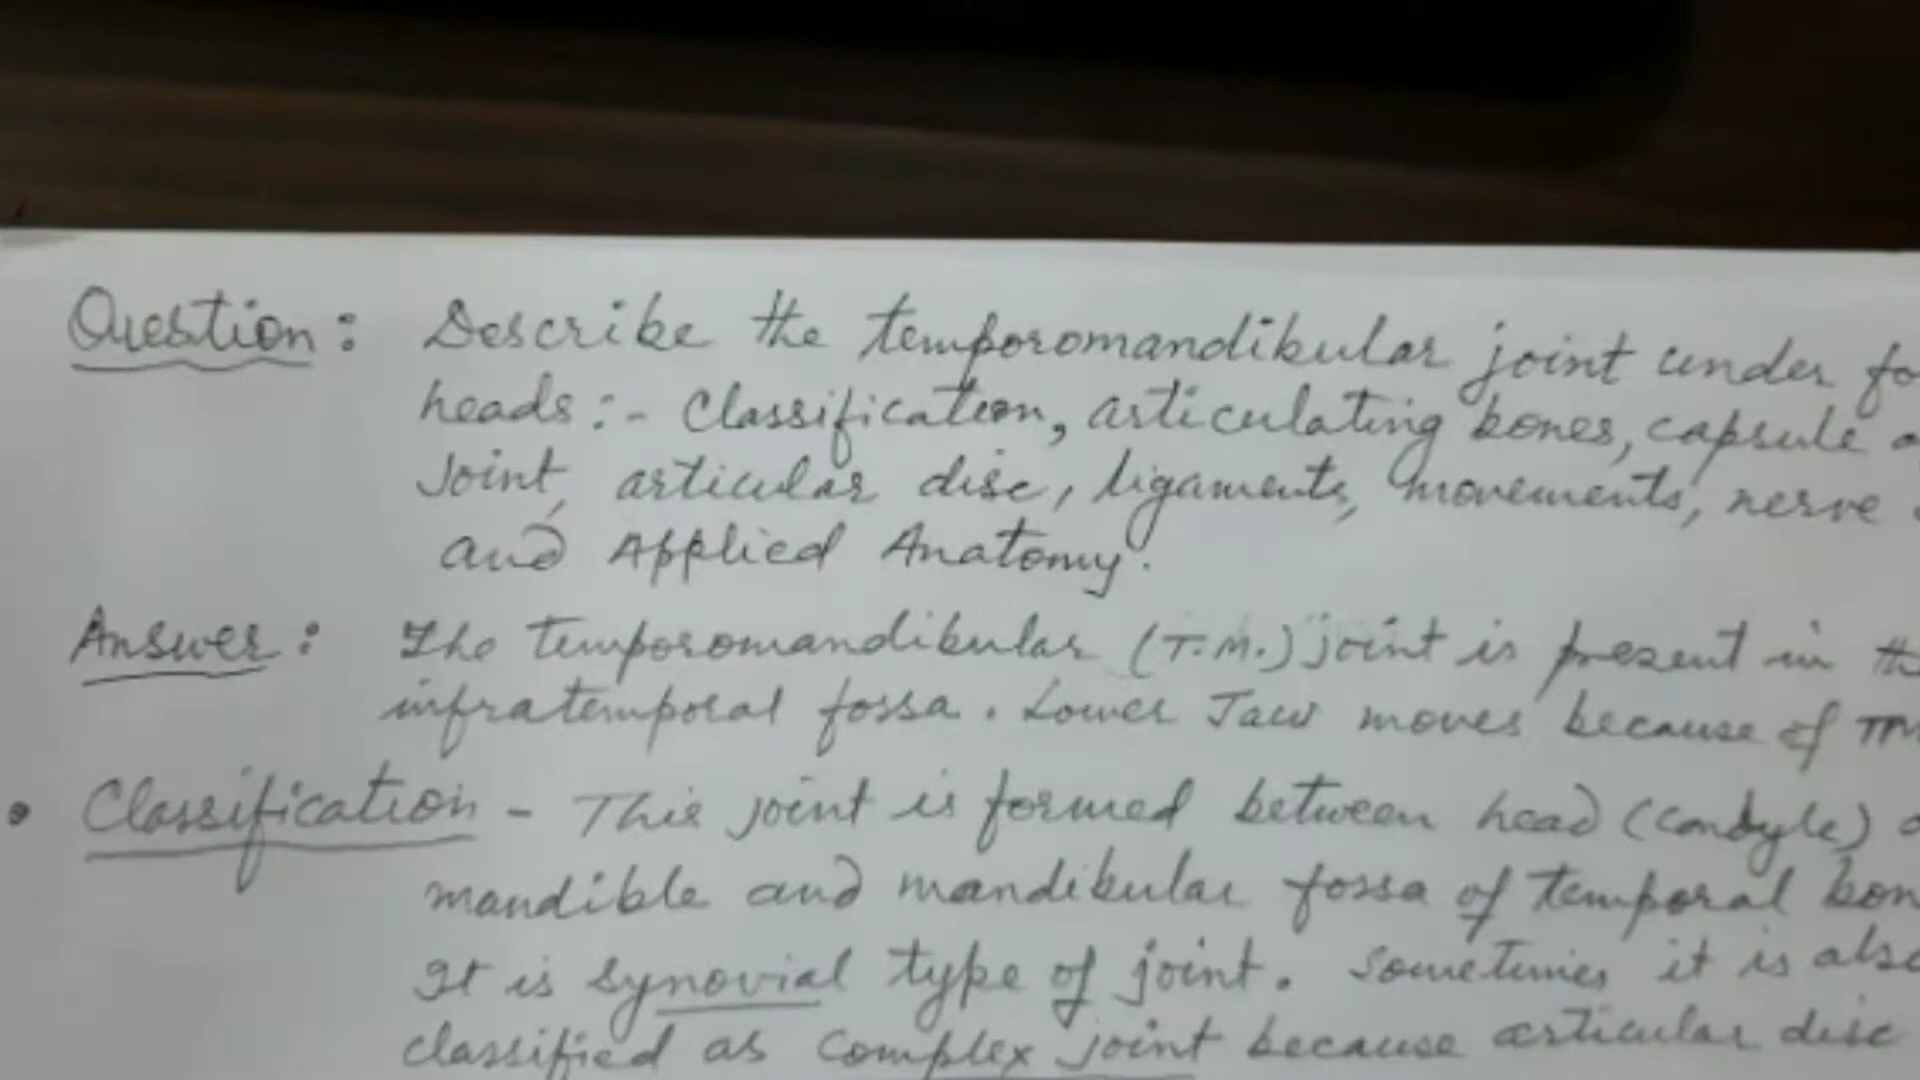 Question: Describe the temporomandibular joint under fo
heads:- Classification, articulating bones, capsule
Joint, articular disc, ligaments, movements, nerve
and Applied Anatomy.
Answer: The temporomandibular (T.M.) joint is present in th
infratemporal fossa. Lower Jaw moves because of TM
• Classification - This joint is formed between head (condyle) o
mandible and mandibular fossa of temporal bon
It is synovial type of joint. Sometimes it is also
classified as complex joint because articular disc